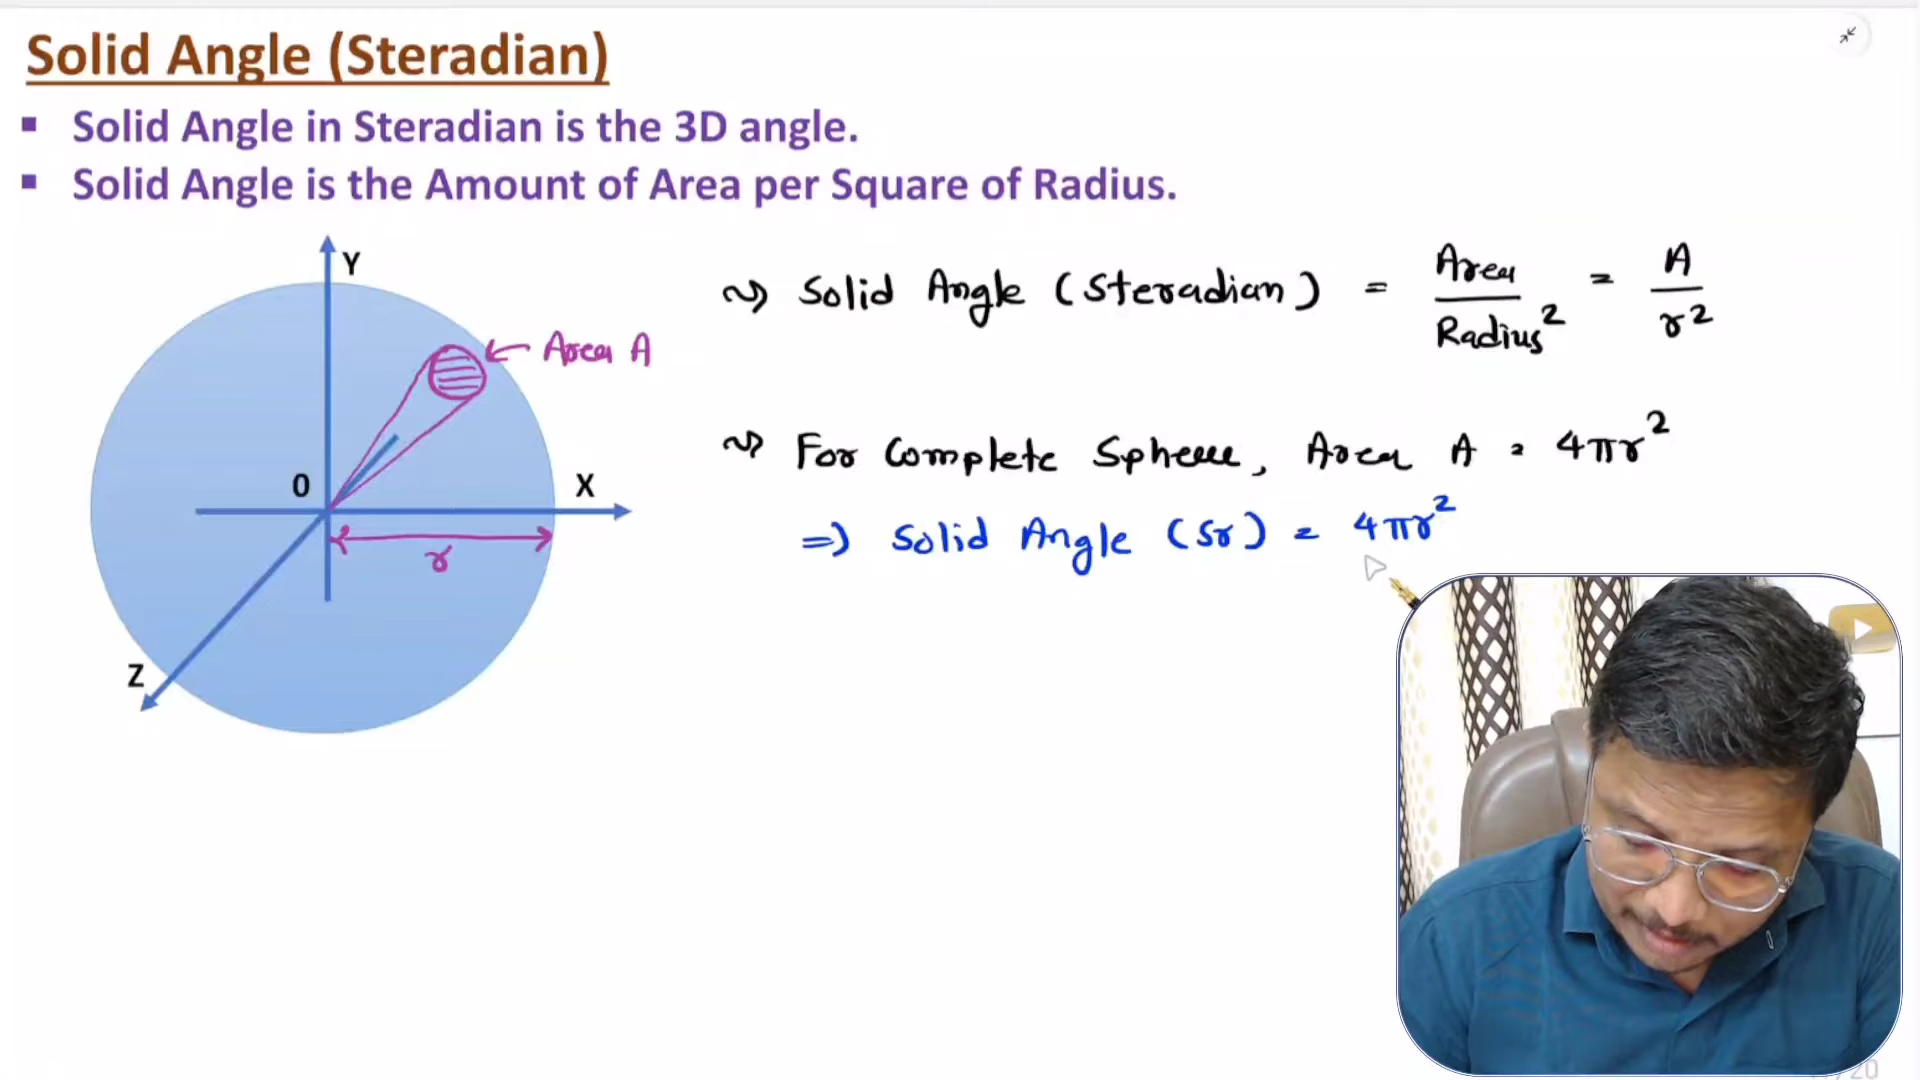 Solid Angle (Steradian)
▪ Solid Angle in Steradian is the 3D angle.
▪ Solid Angle is the Amount of Area per Square of Radius.
Y
Area A
O
X
r
Z
Solid Angle (Steradian) = Area / Radius² = A / r²
For Complete Sphere, Area A = 4πr²
⇒ Solid Angle (Sr) = 4πr²